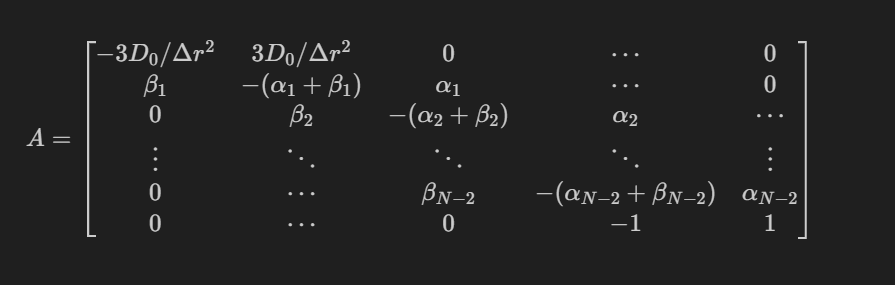 −3D₀/Δr² 3D₀/Δr² 0 ⋯ 0
β₁ −(α₁ + β₁) α₁ ⋯ 0
A = 0 β₂ −(α₂ + β₂) α₂ ⋯
⋮ ⋱ ⋱ ⋱ ⋮
0 ⋯ β_{N−2} −(α_{N−2} + β_{N−2}) α_{N−2}
0 ⋯ 0 −1 1